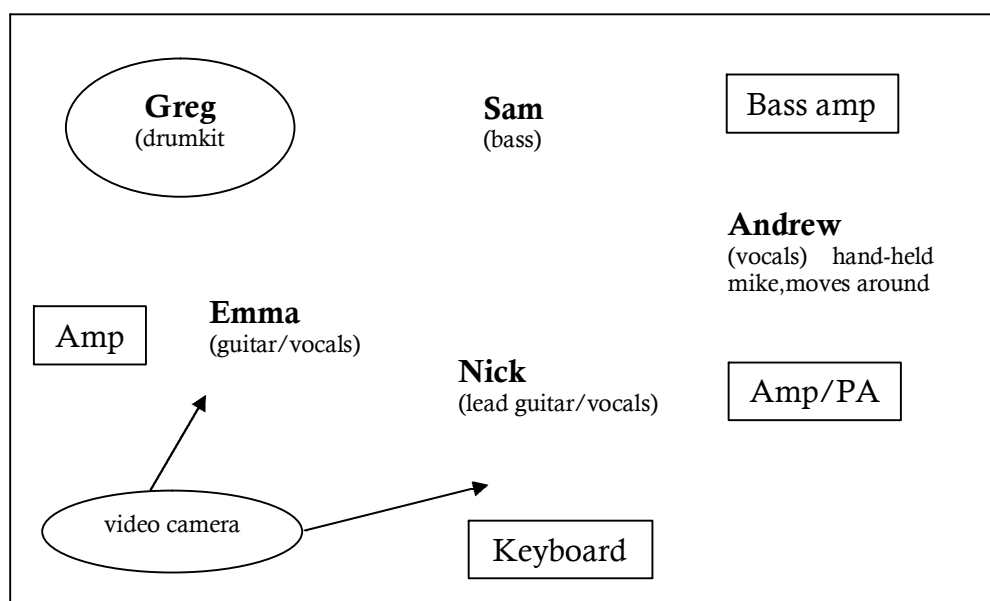 Greg
(drumkit
Sam
(bass)
Bass amp
Andrew
(vocals) hand-held
mike,moves around
Amp
Emma
(guitar/vocals)
Nick
(lead guitar/vocals)
Amp/PA
video camera
Keyboard